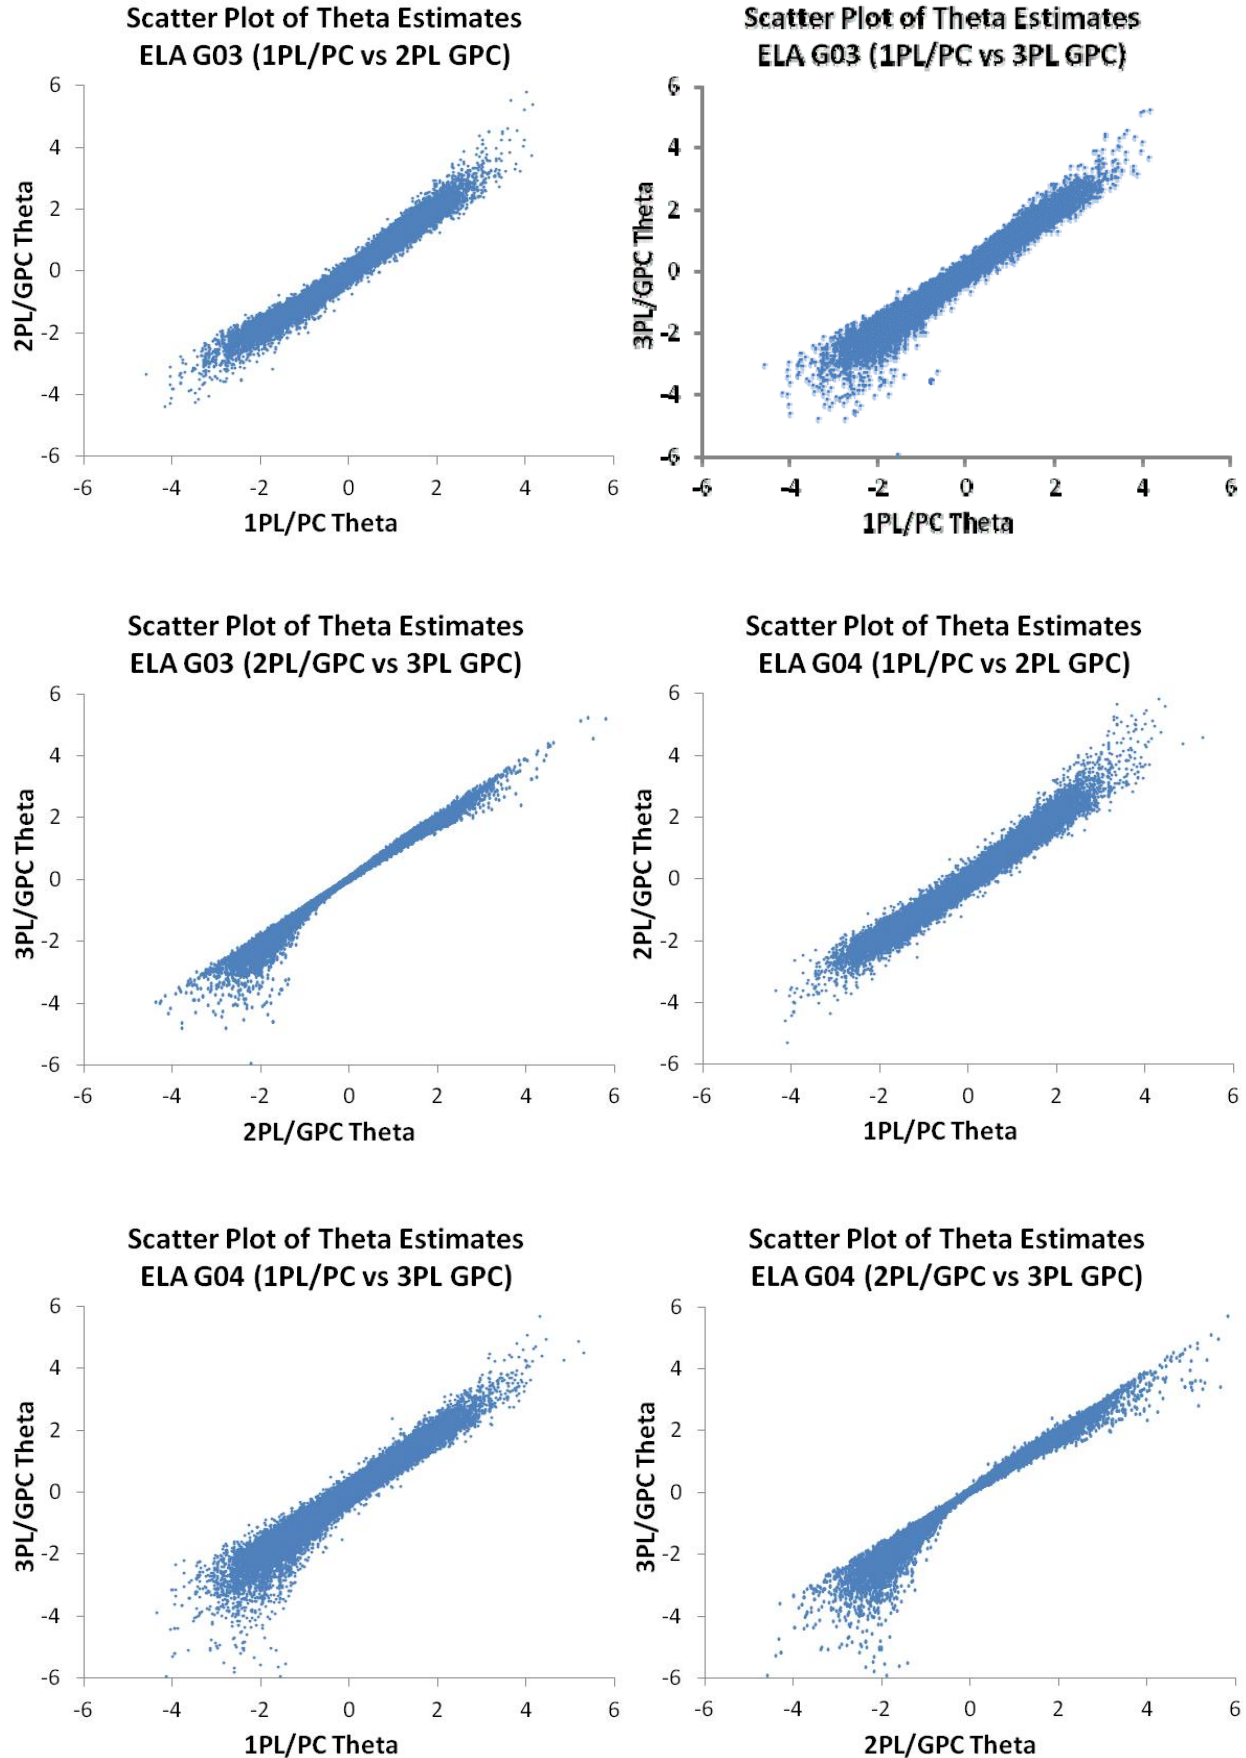 Scatter Plot of Theta Estimates
ELA G03 (1PL/PC vs 2PL GPC)
6
4
2
0
-2
-4
-6
2PL/GPC Theta
-6 -4 -2 0 2 4 6
1PL/PC Theta
Scatter Plot of Theta Estimates
ELA G03 (1PL/PC vs 3PL GPC)
6
4
2
0
-2
-4
-6
3PL/GPC Theta
-6 -4 -2 0 2 4 6
1PL/PC Theta
Scatter Plot of Theta Estimates
ELA G03 (2PL/GPC vs 3PL GPC)
6
4
2
0
-2
-4
-6
3PL/GPC Theta
-6 -4 -2 0 2 4 6
2PL/GPC Theta
Scatter Plot of Theta Estimates
ELA G04 (1PL/PC vs 2PL GPC)
6
4
2
0
-2
-4
-6
2PL/GPC Theta
-6 -4 -2 0 2 4 6
1PL/PC Theta
Scatter Plot of Theta Estimates
ELA G04 (1PL/PC vs 3PL GPC)
6
4
2
0
-2
-4
-6
3PL/GPC Theta
-6 -4 -2 0 2 4 6
1PL/PC Theta
Scatter Plot of Theta Estimates
ELA G04 (2PL/GPC vs 3PL GPC)
6
4
2
0
-2
-4
-6
3PL/GPC Theta
-6 -4 -2 0 2 4 6
2PL/GPC Theta